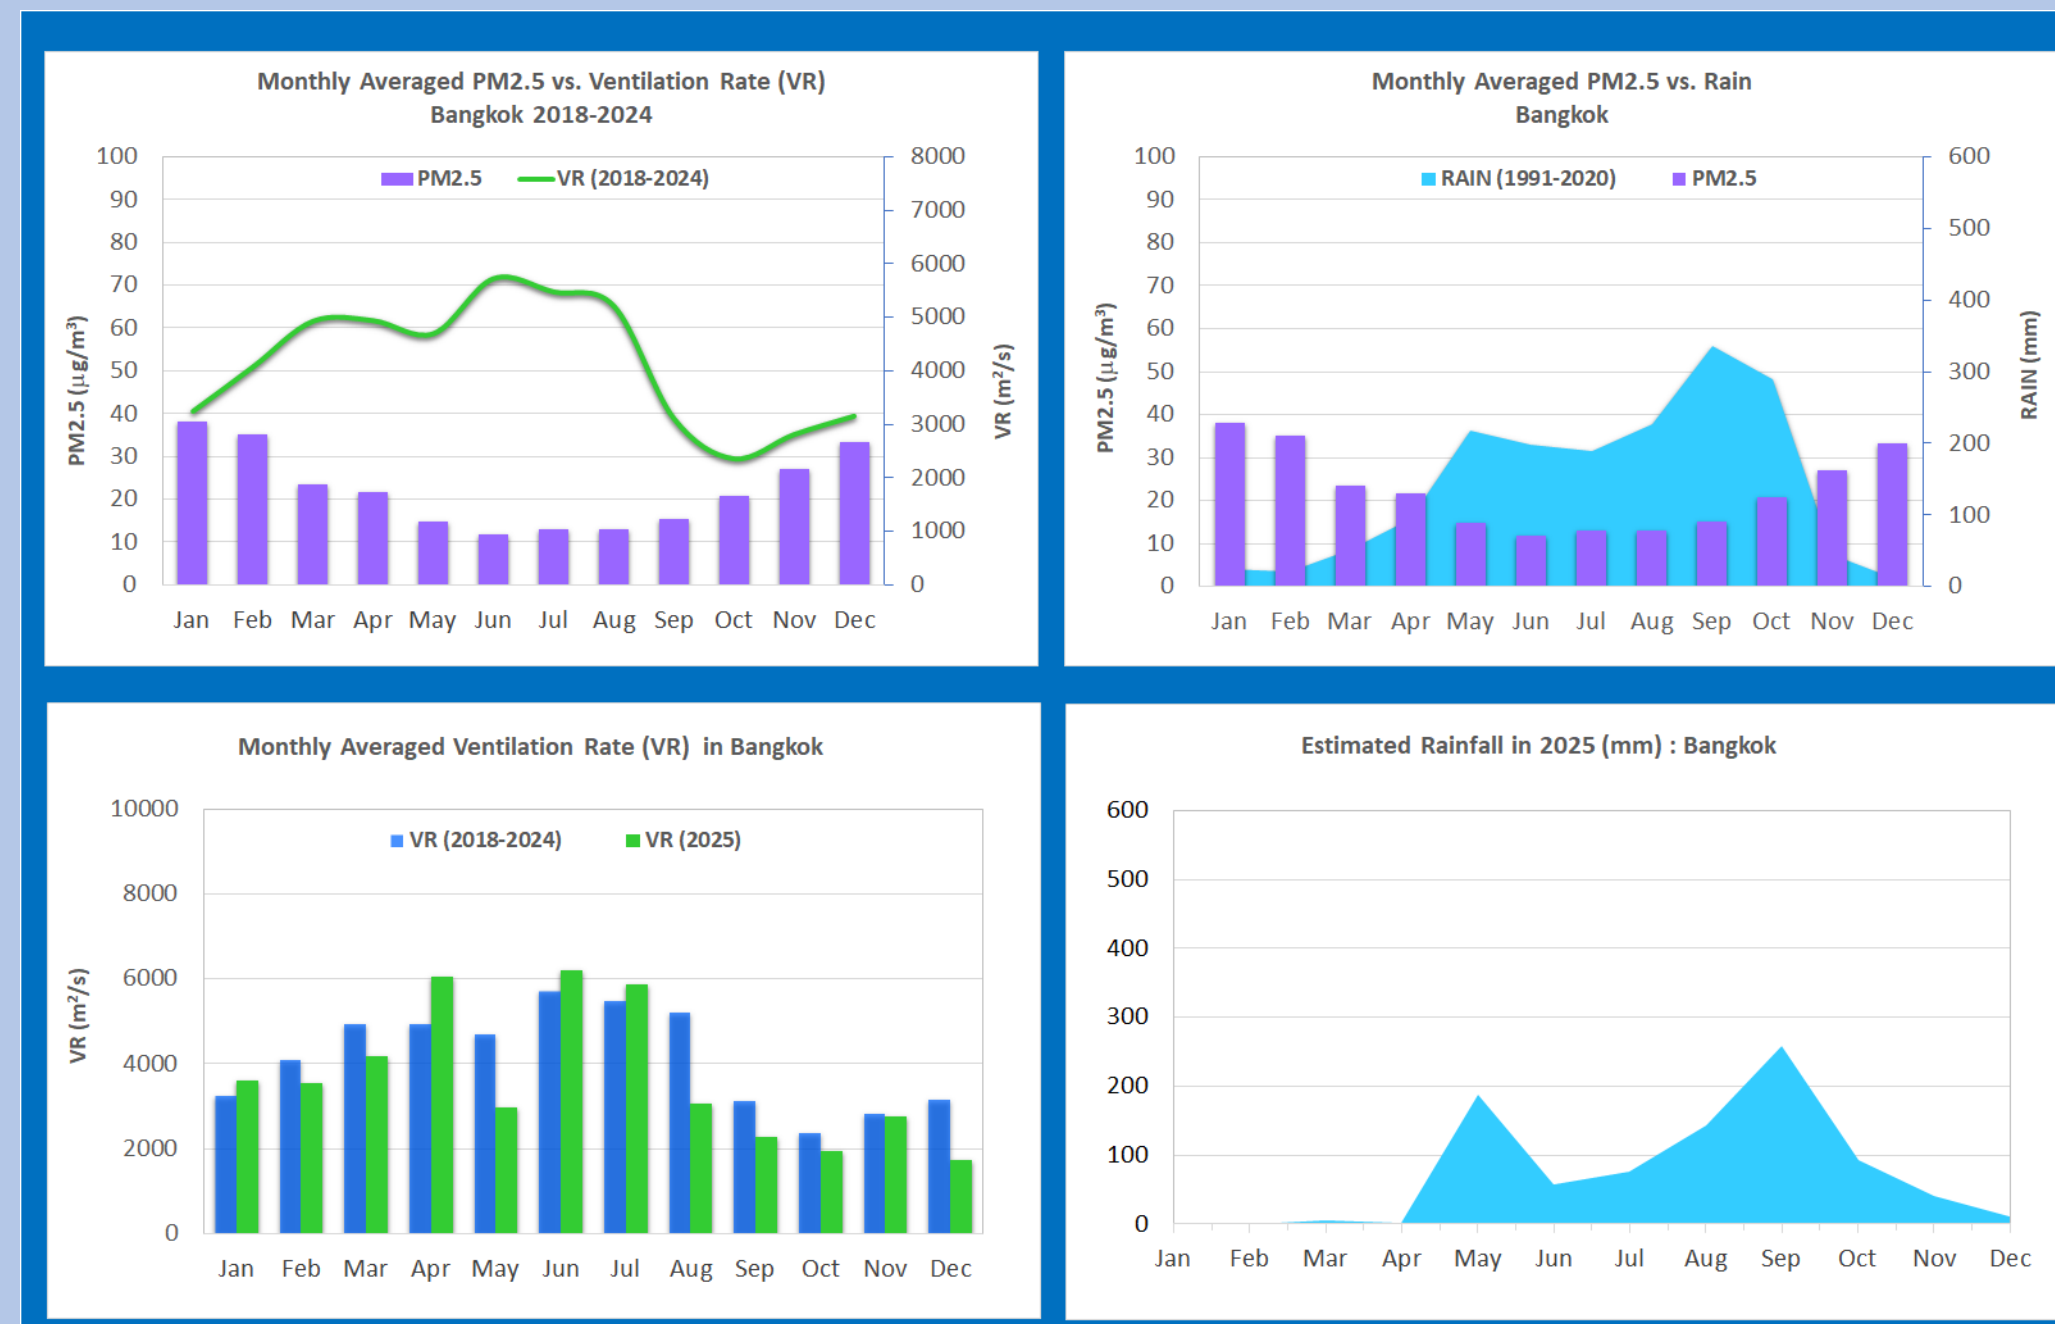 Monthly Averaged PM2.5 vs. Ventilation Rate (VR)
Bangkok 2018-2024
PM2.5
VR (2018-2024)
100
90
80
70
60
50
40
30
20
10
0
PM2.5 (µg/m³)
8000
7000
6000
5000
4000
3000
2000
1000
0
VR (m²/s)
Jan Feb Mar Apr May Jun Jul Aug Sep Oct Nov Dec
Monthly Averaged PM2.5 vs. Rain
Bangkok
RAIN (1991-2020)
PM2.5
100
90
80
70
60
50
40
30
20
10
0
PM2.5 (µg/m³)
600
500
400
300
200
100
0
RAIN (mm)
Jan Feb Mar Apr May Jun Jul Aug Sep Oct Nov Dec
Monthly Averaged Ventilation Rate (VR) in Bangkok
VR (2018-2024)
VR (2025)
10000
8000
6000
4000
2000
0
VR (m²/s)
Jan Feb Mar Apr May Jun Jul Aug Sep Oct Nov Dec
Estimated Rainfall in 2025 (mm) : Bangkok
600
500
400
300
200
100
0
Jan Feb Mar Apr May Jun Jul Aug Sep Oct Nov Dec